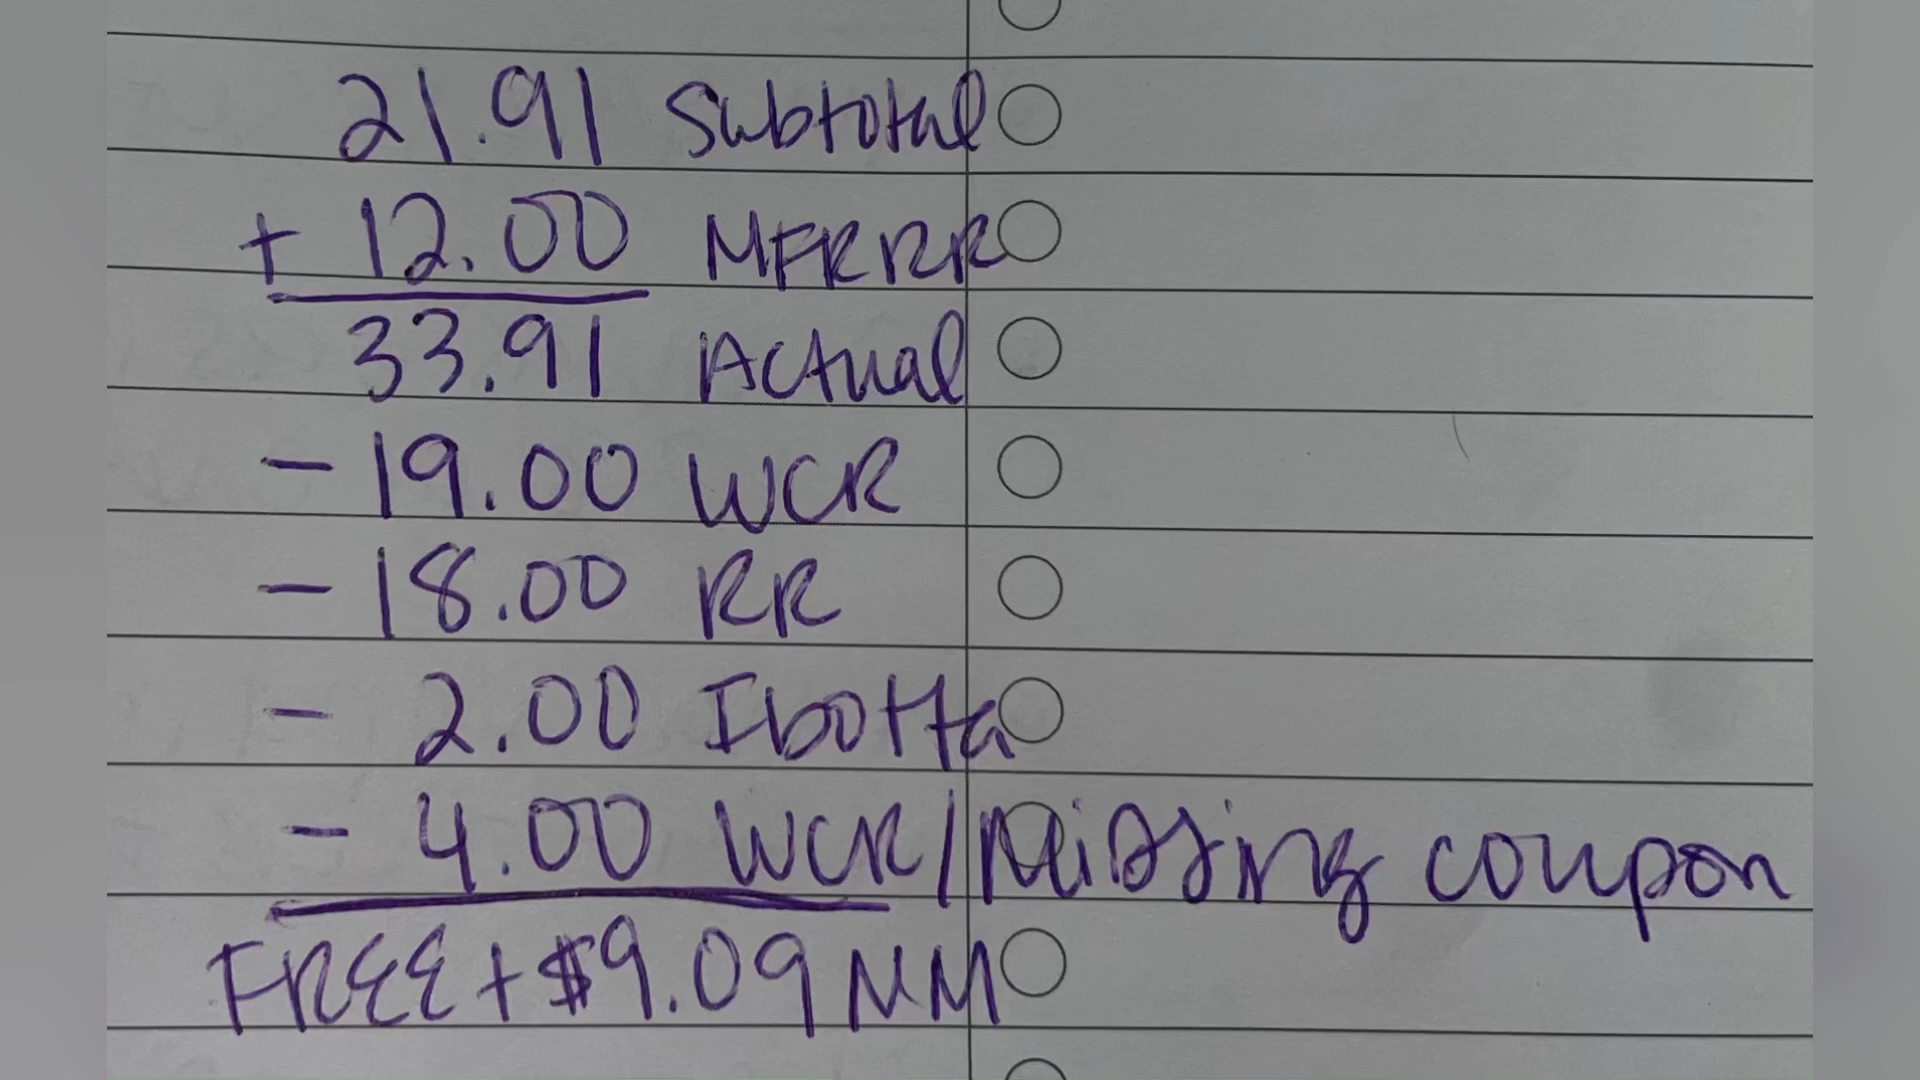 21.91 Subtotal
+ 12.00 MFRRR
33.91 Actual
- 19.00 WCR
- 18.00 RR
- 2.00 Ibotta
- 4.00 WCR/Missing coupon
FREE + $9.09 NM